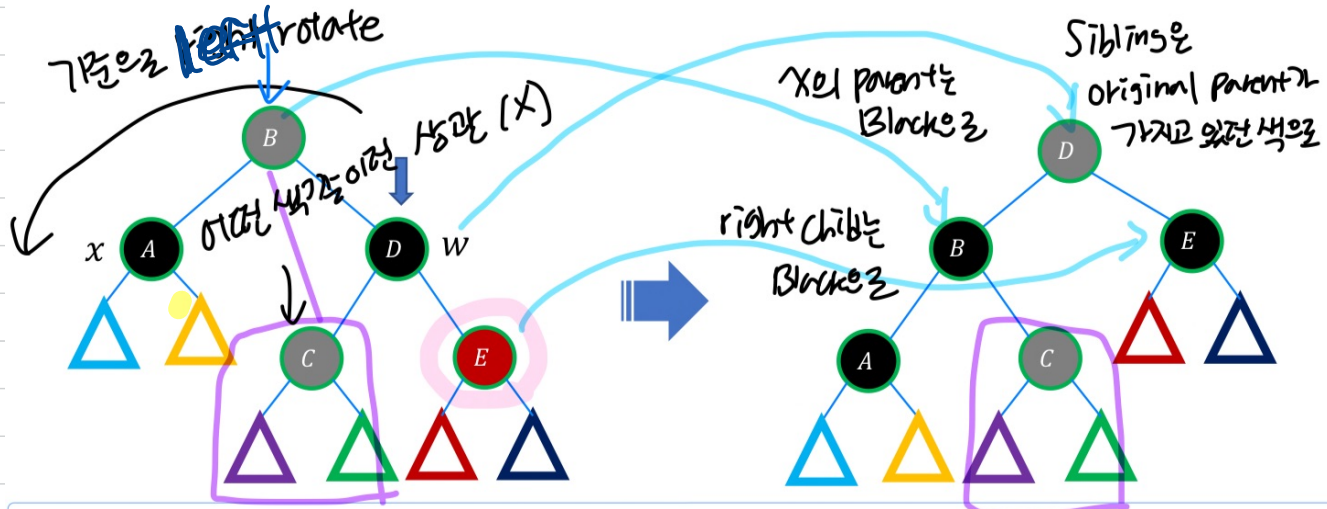 기준으로 Left rotate
B
어떤 색깔이던 상관 (X)
x A
D w
C
E
X의 parent는
Black으로
right child는
Black으로
Sibling은
original parent가
가지고 있던 색으로
D
B
E
A
C